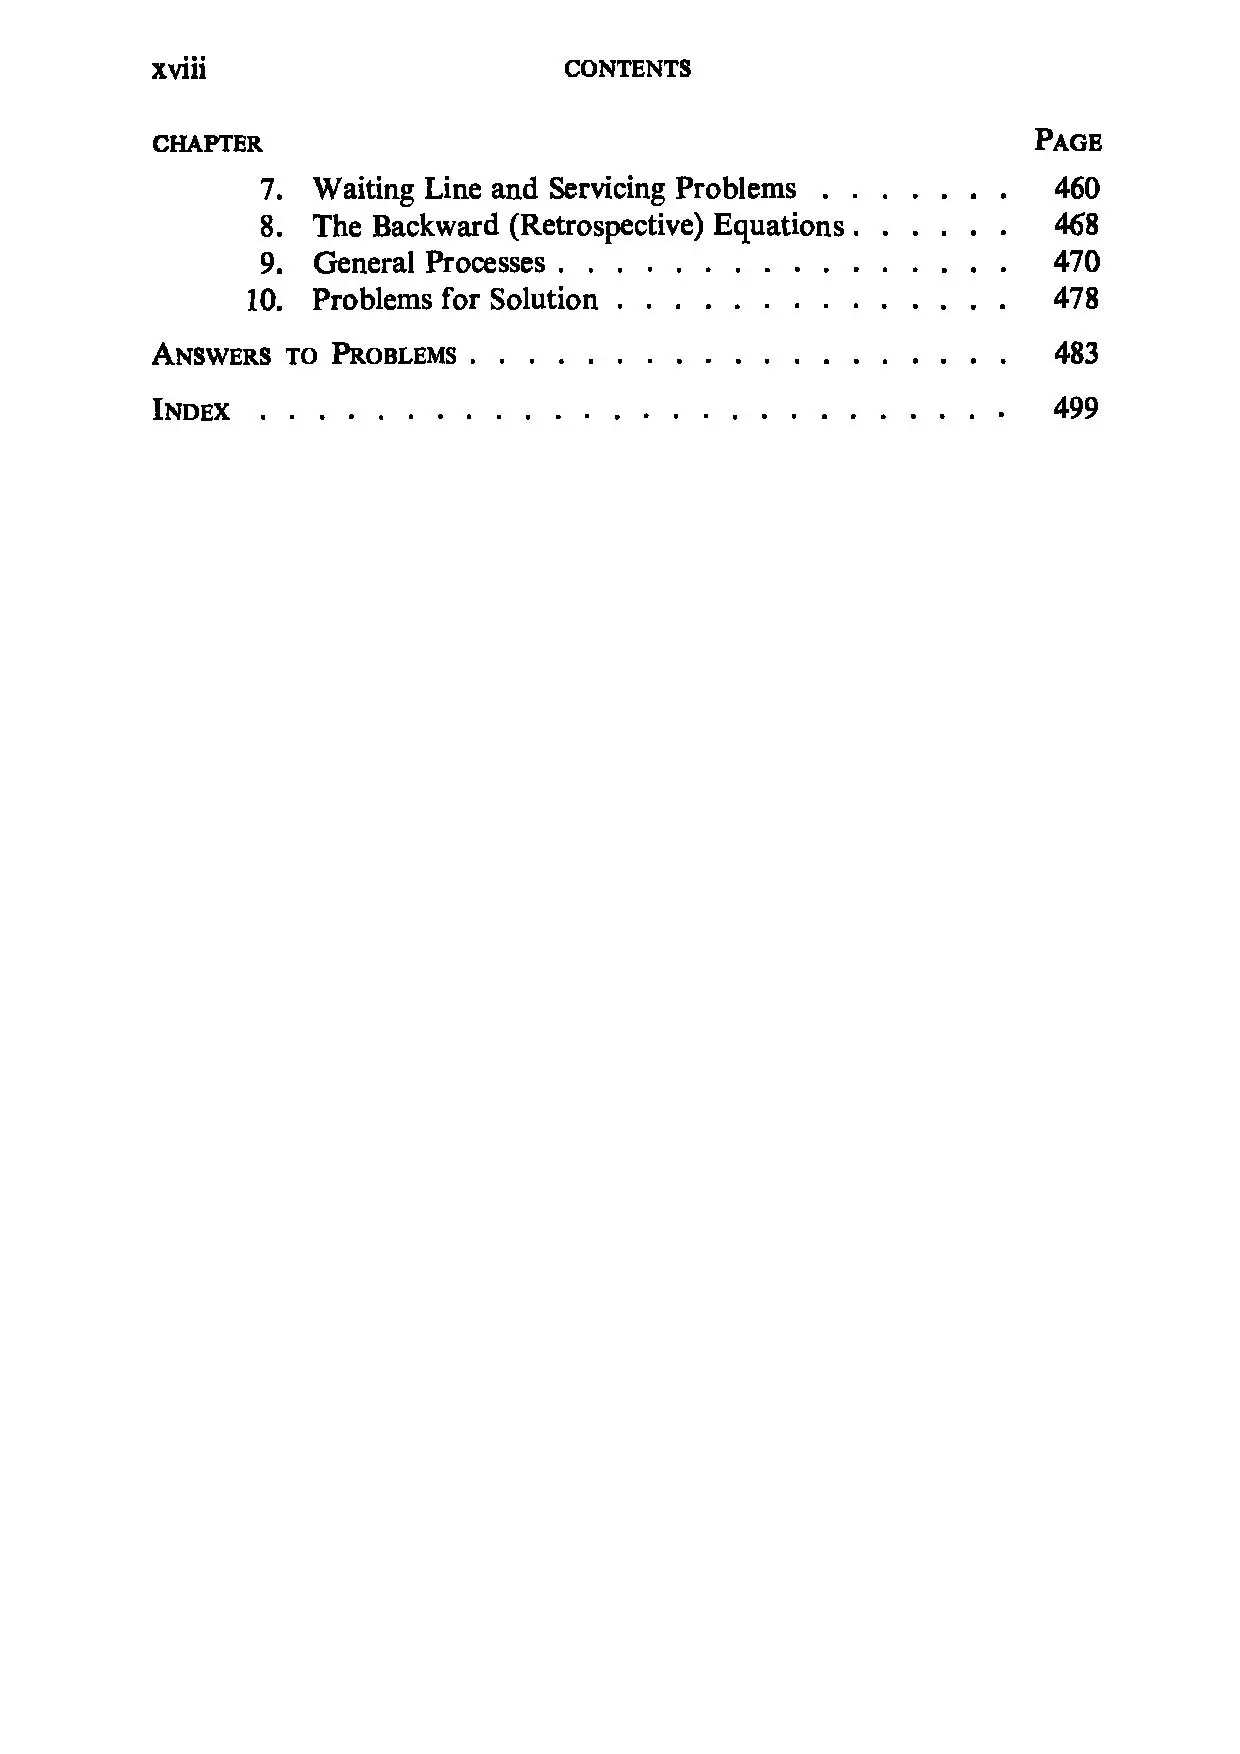 xviii CONTENTS
CHAPTER PAGE
7. Waiting Line and Servicing Problems . . . . . . . 460
8. The Backward (Retrospective) Equations . . . . . . 468
9. General Processes . . . . . . . . . . . . . . . . 470
10. Problems for Solution . . . . . . . . . . . . . . 478
ANSWERS TO PROBLEMS . . . . . . . . . . . . . . . . . . . 483
INDEX . . . . . . . . . . . . . . . . . . . . . . . . . . 499